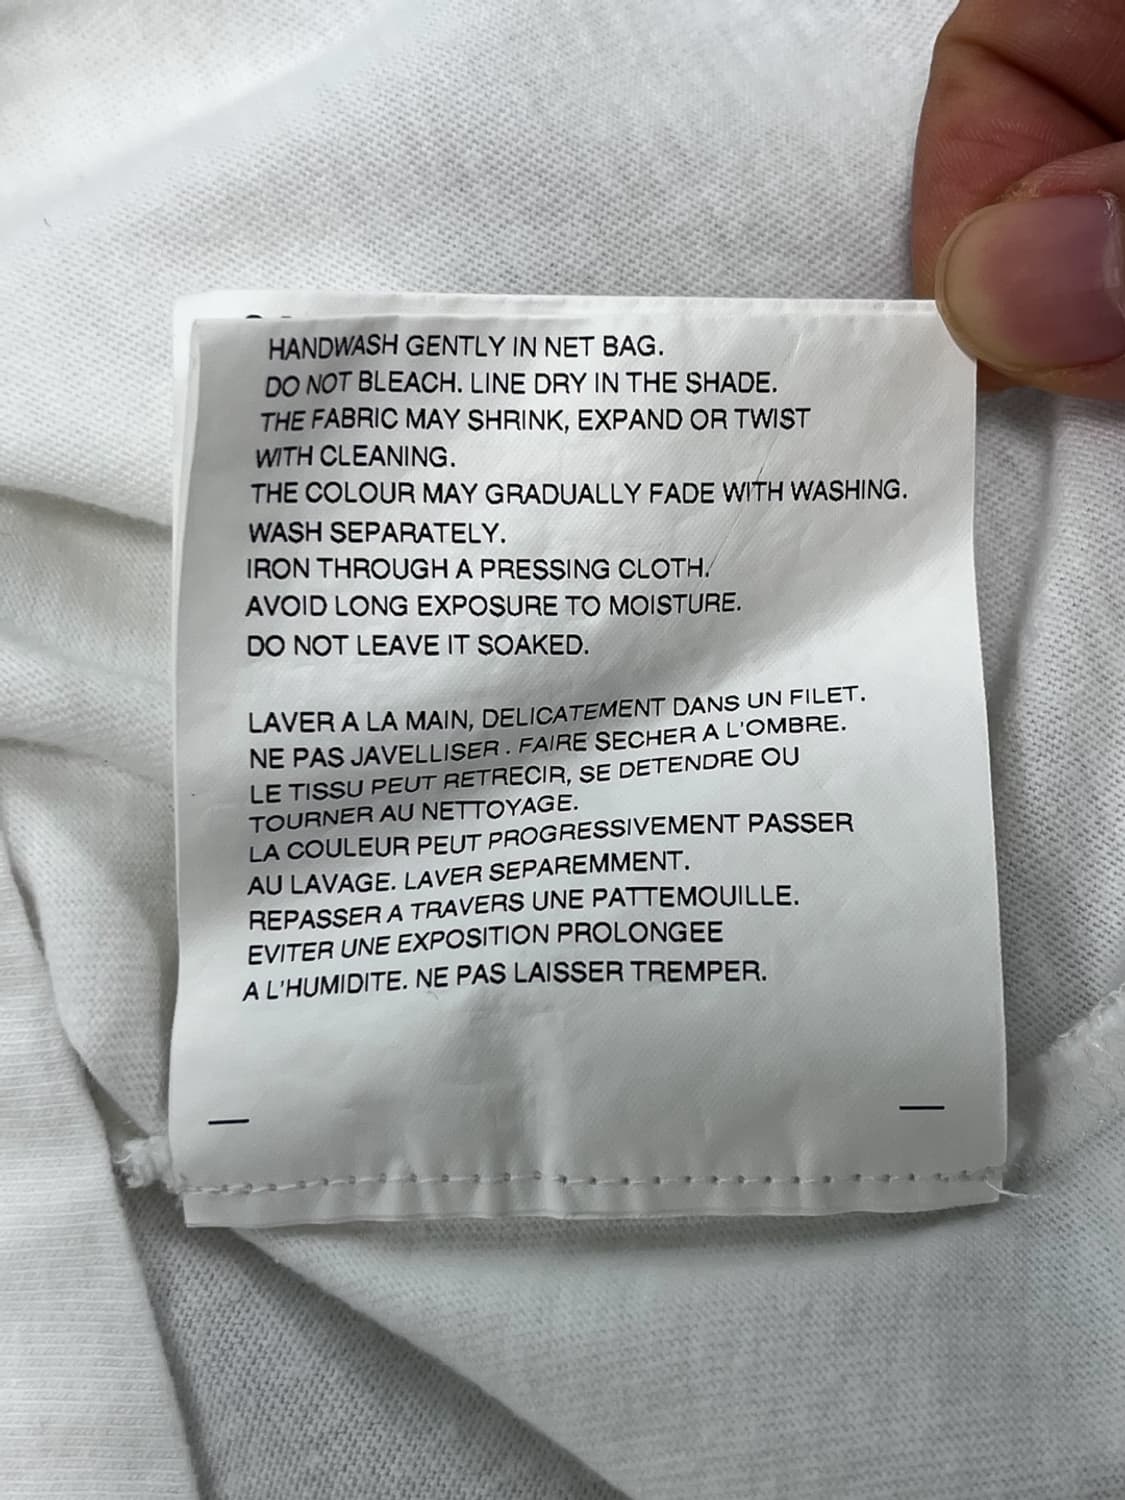 HANDWASH GENTLY IN NET BAG.
DO NOT BLEACH. LINE DRY IN THE SHADE.
THE FABRIC MAY SHRINK, EXPAND OR TWIST
WITH CLEANING.
THE COLOUR MAY GRADUALLY FADE WITH WASHING.
WASH SEPARATELY.
IRON THROUGH A PRESSING CLOTH.
AVOID LONG EXPOSURE TO MOISTURE.
DO NOT LEAVE IT SOAKED.
LAVER A LA MAIN, DELICATEMENT DANS UN FILET.
NE PAS JAVELLISER . FAIRE SECHER A L'OMBRE.
LE TISSU PEUT RETRECIR, SE DETENDRE OU
TOURNER AU NETTOYAGE.
LA COULEUR PEUT PROGRESSIVEMENT PASSER
AU LAVAGE. LAVER SEPAREMMENT.
REPASSER A TRAVERS UNE PATTEMOUILLE.
EVITER UNE EXPOSITION PROLONGEE
A L'HUMIDITE. NE PAS LAISSER TREMPER.